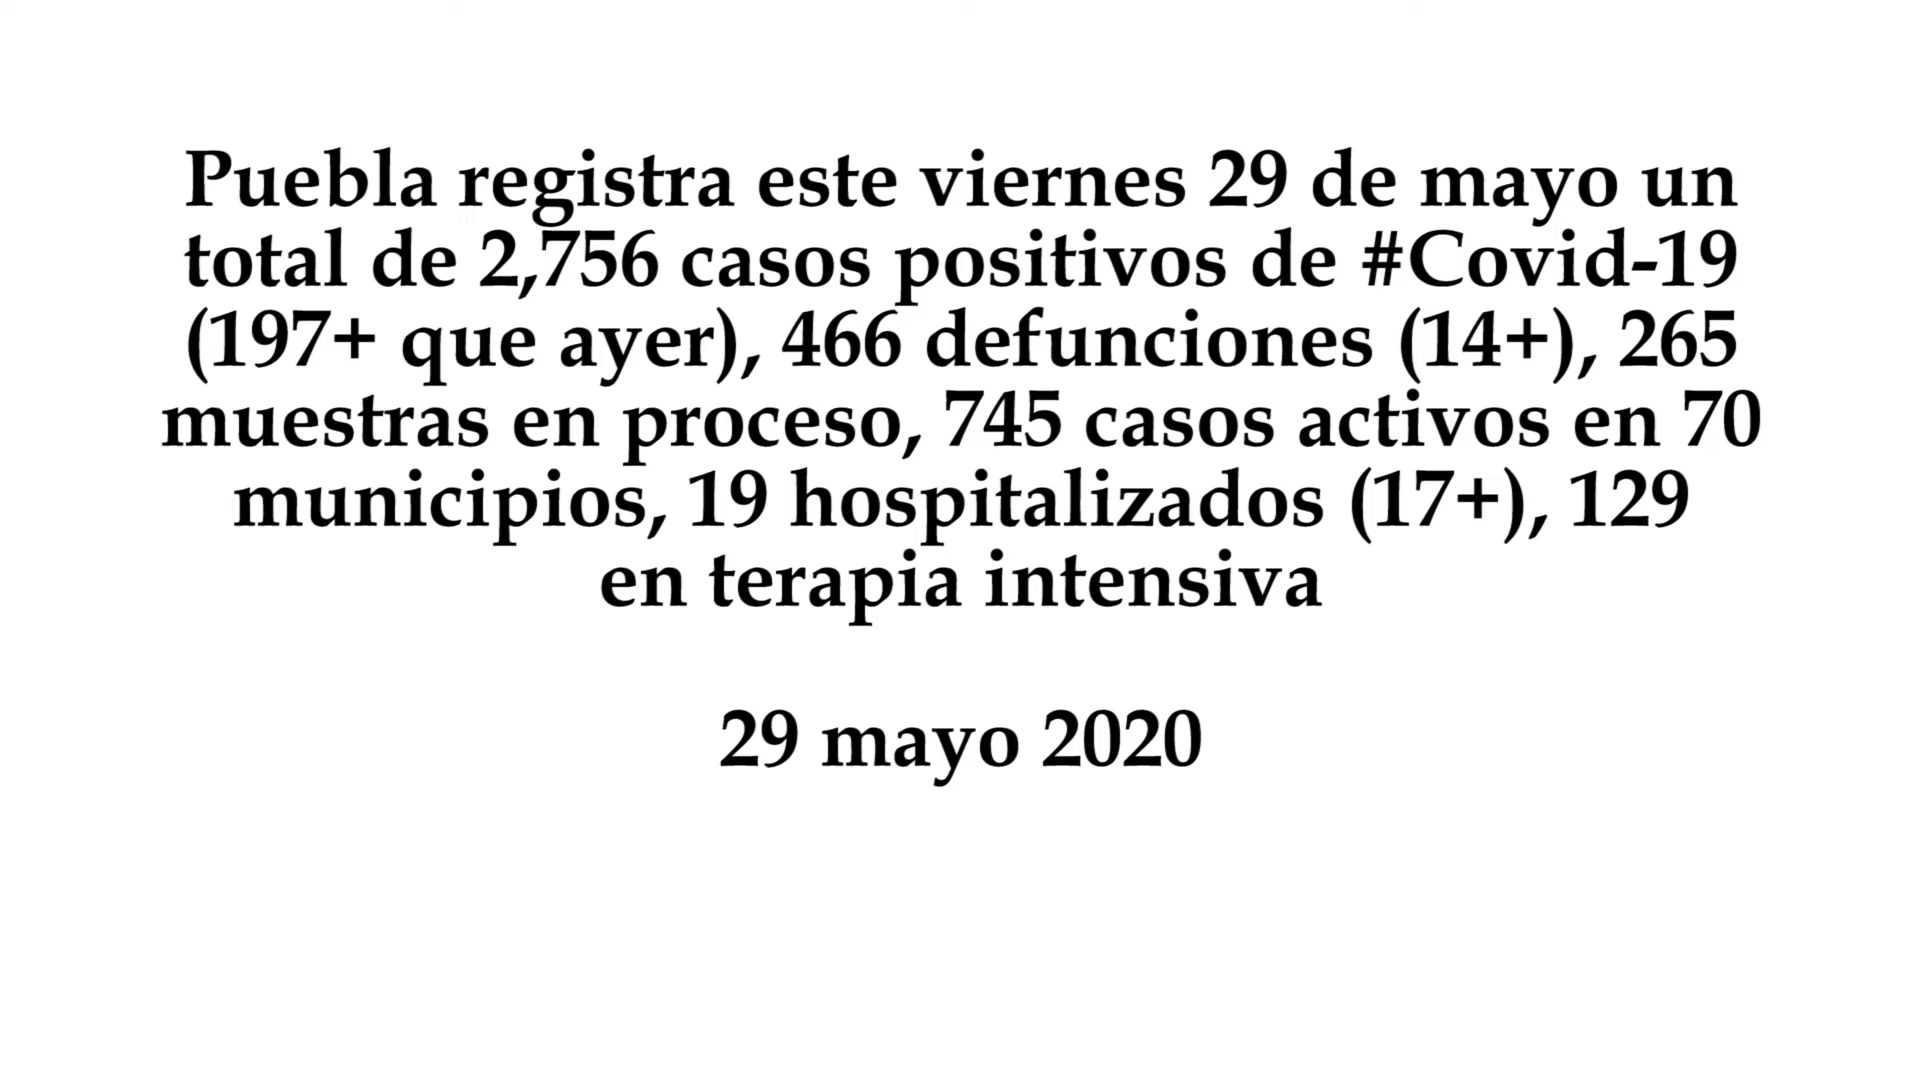 Puebla registra este viernes 29 de mayo un
total de 2,756 casos positivos de #Covid-19
(197+ que ayer), 466 defunciones (14+), 265
muestras en proceso, 745 casos activos en 70
municipios, 19 hospitalizados (17+), 129
en terapia intensiva
29 mayo 2020